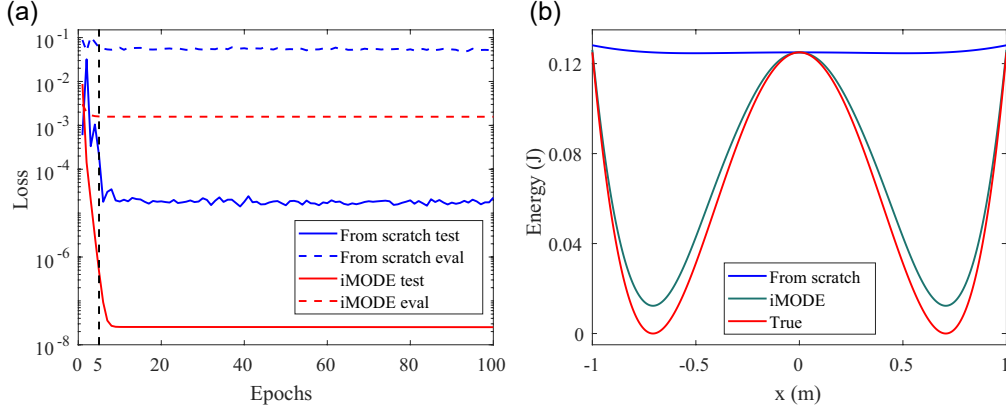 (a)
Loss
10^-1
10^-2
10^-3
10^-4
10^-6
10^-8
From scratch test
From scratch eval
iMODE test
iMODE eval
0 5 20 40 60 80 100
Epochs
(b)
Energy (J)
0.12
0.08
0.04
0
From scratch
iMODE
True
-1 -0.5 0 0.5 1
x (m)